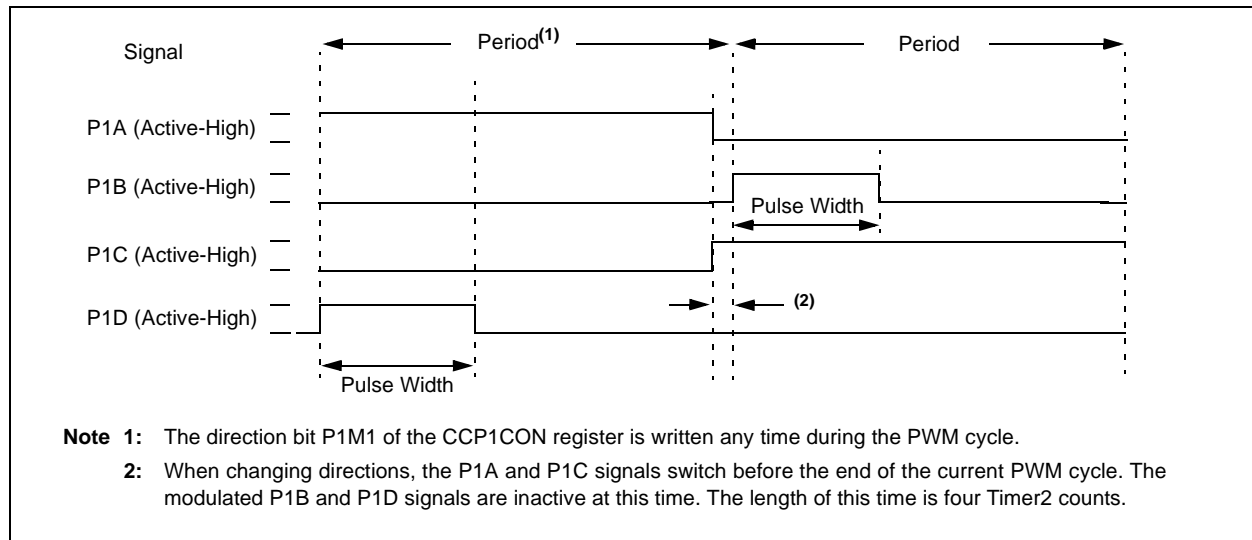 Signal
Period(1)
Period
P1A (Active-High)
P1B (Active-High)
Pulse Width
P1C (Active-High)
(2)
P1D (Active-High)
Pulse Width
Note 1: The direction bit P1M1 of the CCP1CON register is written any time during the PWM cycle.
2: When changing directions, the P1A and P1C signals switch before the end of the current PWM cycle. The
modulated P1B and P1D signals are inactive at this time. The length of this time is four Timer2 counts.